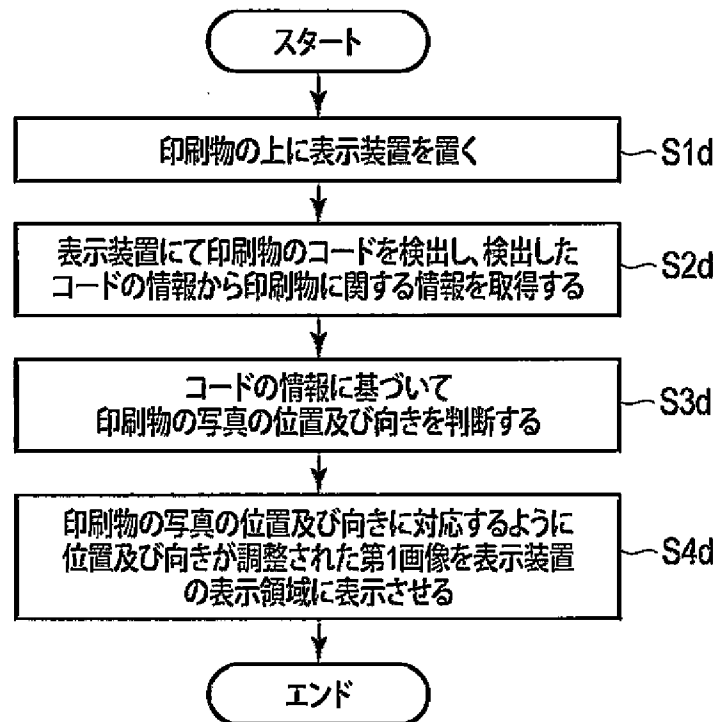 スタート
印刷物の上に表示装置を置く
S1d
表示装置にて印刷物のコードを検出し、検出した
コードの情報から印刷物に関する情報を取得する
S2d
コードの情報に基づいて
印刷物の写真の位置及び向きを判断する
S3d
印刷物の写真の位置及び向きに対応するように
位置及び向きが調整された第1画像を表示装置
の表示領域に表示させる
S4d
エンド